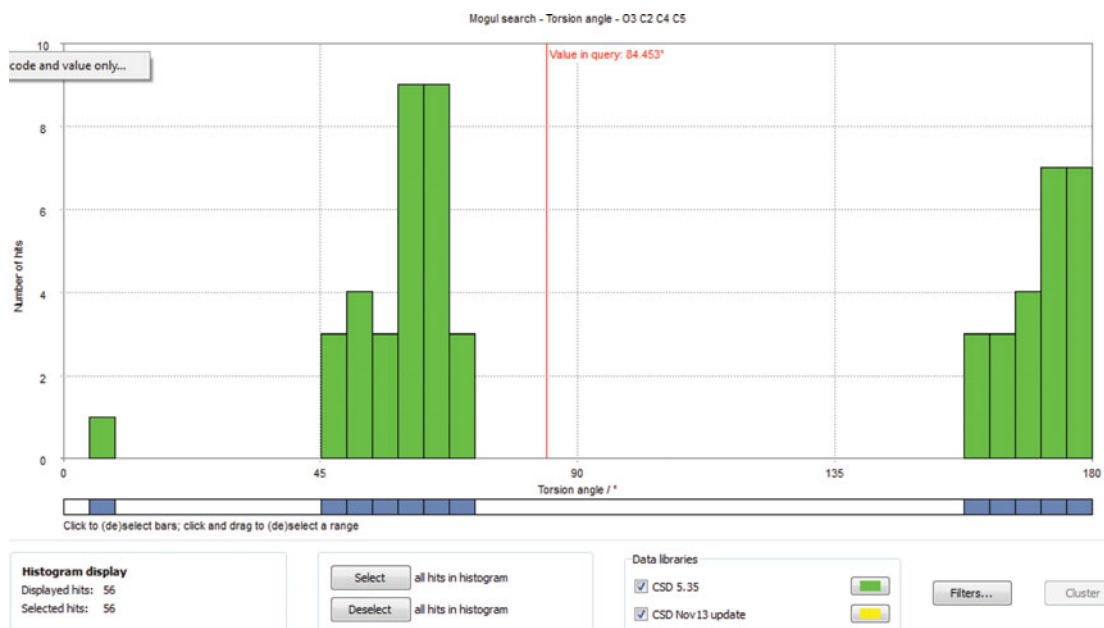 Mogul search - Torsion angle - O3 C2 C4 C5
10
code and value only...
Value in query: 84.453°
8
6
4
2
0
Number of hits
0 45 90 135 180
Torsion angle / °
Click to (de)select bars; click and drag to (de)select a range
Histogram display
Displayed hits: 56
Selected hits: 56
Select all hits in histogram
Deselect all hits in histogram
Data libraries
CSD 5.35
CSD Nov13 update
Filters...
Cluster